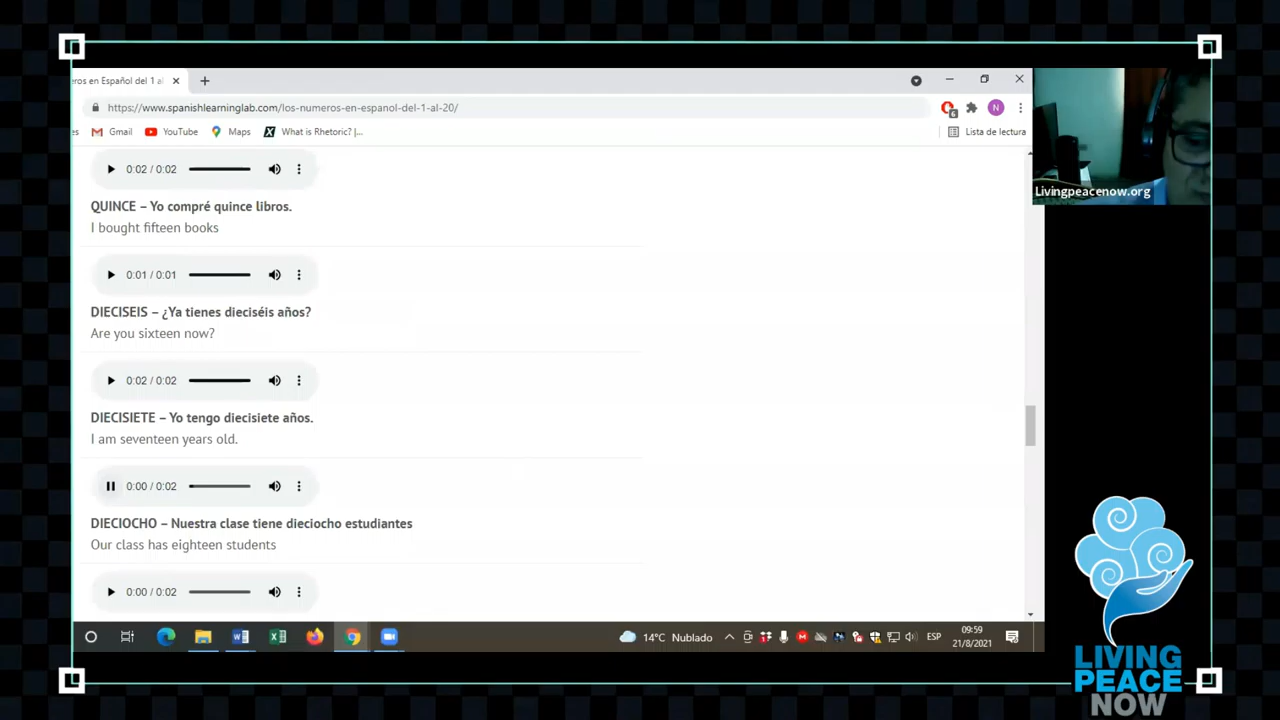 eros en Español del 1 al
https://www.spanishlearninglab.com/los-numeros-en-espanol-del-1-al-20/
N
6
es
Gmail
YouTube
Maps
What is Rhetoric? |...
Lista de lectura
Livingpeacenow.org
0:02 / 0:02
QUINCE – Yo compré quince libros.
I bought fifteen books
0:01 / 0:01
DIECISEIS – ¿Ya tienes dieciséis años?
Are you sixteen now?
0:02 / 0:02
DIECISIETE – Yo tengo diecisiete años.
I am seventeen years old.
0:00 / 0:02
DIECIOCHO – Nuestra clase tiene dieciocho estudiantes
Our class has eighteen students
0:00 / 0:02
14°C Nublado
ESP
09:59
21/8/2021
LIVING
PEACE
NOW